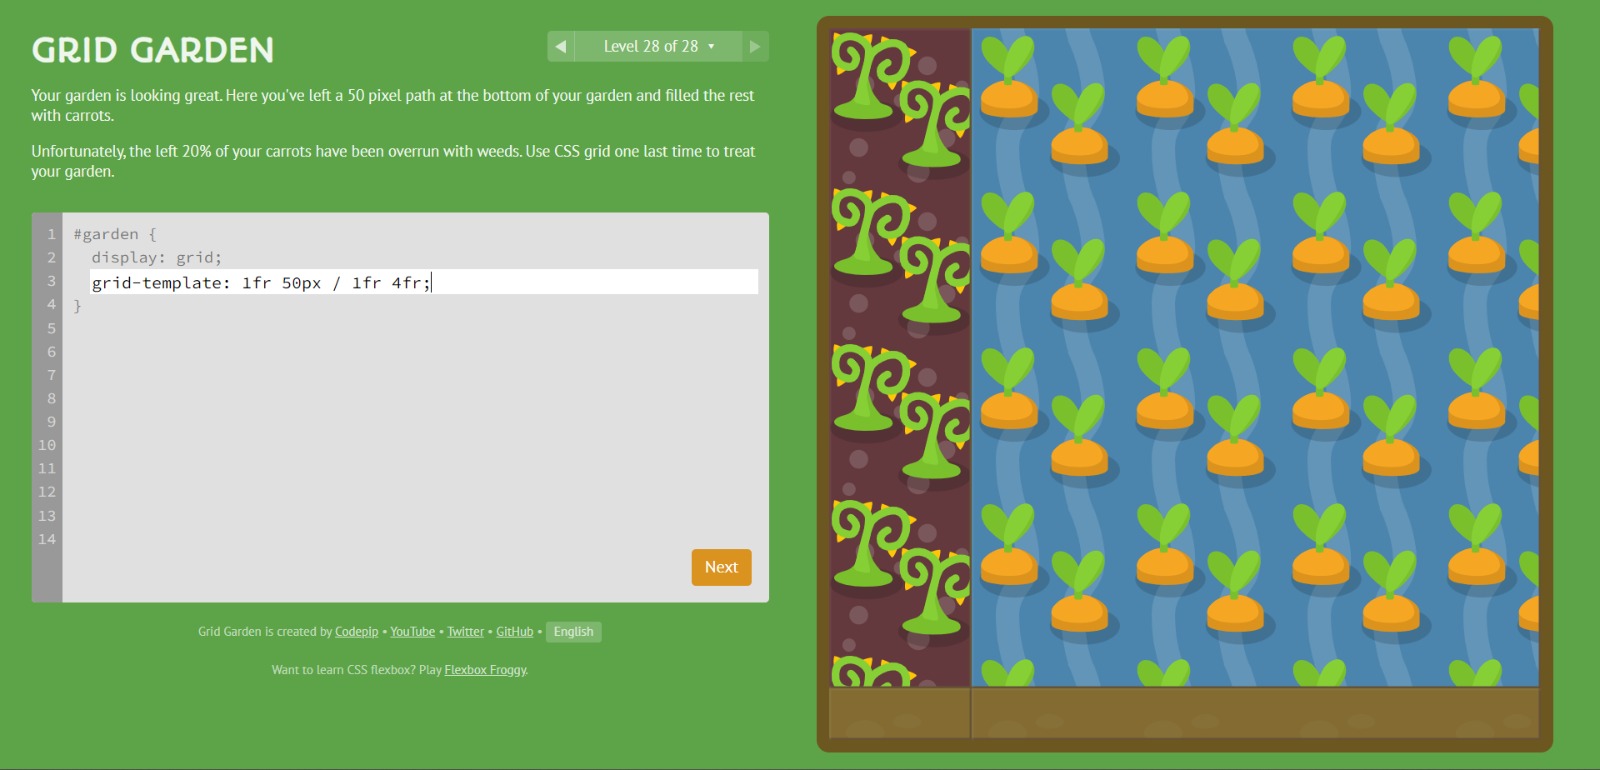 GRID GARDEN
◀ Level 28 of 28 ▾ ▶
Your garden is looking great. Here you've left a 50 pixel path at the bottom of your garden and filled the rest
with carrots.
Unfortunately, the left 20% of your carrots have been overrun with weeds. Use CSS grid one last time to treat
your garden.
1 #garden {
2 display: grid;
3 grid-template: 1fr 50px / 1fr 4fr;
4 }
5
6
7
8
9
10
11
12
13
14
Next
Grid Garden is created by Codepip • YouTube • Twitter • GitHub • English
Want to learn CSS flexbox? Play Flexbox Froggy.